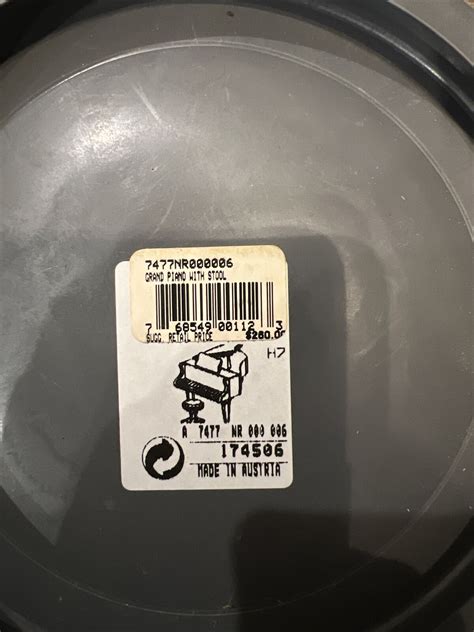 7477NR000006
GRAND PIANO WITH STOOL
7 68549 00112 3
SUGG. RETAIL PRICE $260.0
H7
A 7477 NR 000 006
174506
MADE IN AUSTRIA